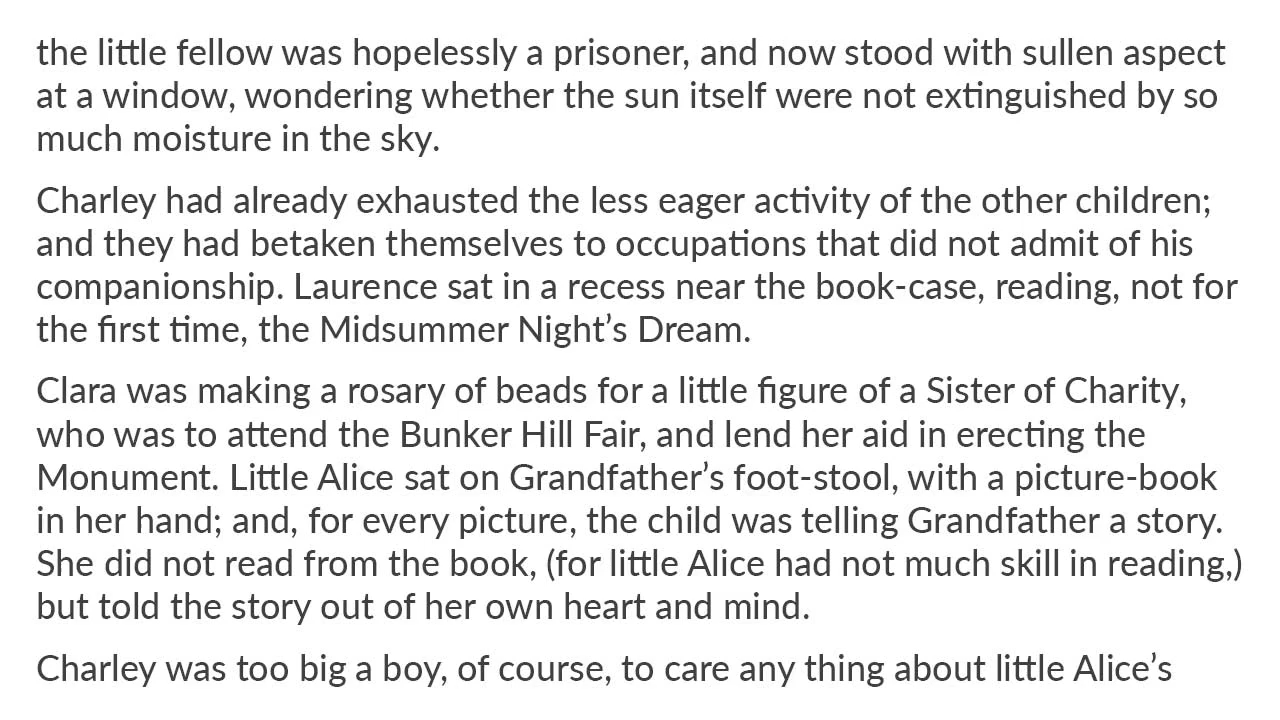 the little fellow was hopelessly a prisoner, and now stood with sullen aspect
at a window, wondering whether the sun itself were not extinguished by so
much moisture in the sky.
Charley had already exhausted the less eager activity of the other children;
and they had betaken themselves to occupations that did not admit of his
companionship. Laurence sat in a recess near the book-case, reading, not for
the first time, the Midsummer Night’s Dream.
Clara was making a rosary of beads for a little figure of a Sister of Charity,
who was to attend the Bunker Hill Fair, and lend her aid in erecting the
Monument. Little Alice sat on Grandfather’s foot-stool, with a picture-book
in her hand; and, for every picture, the child was telling Grandfather a story.
She did not read from the book, (for little Alice had not much skill in reading,)
but told the story out of her own heart and mind.
Charley was too big a boy, of course, to care any thing about little Alice’s